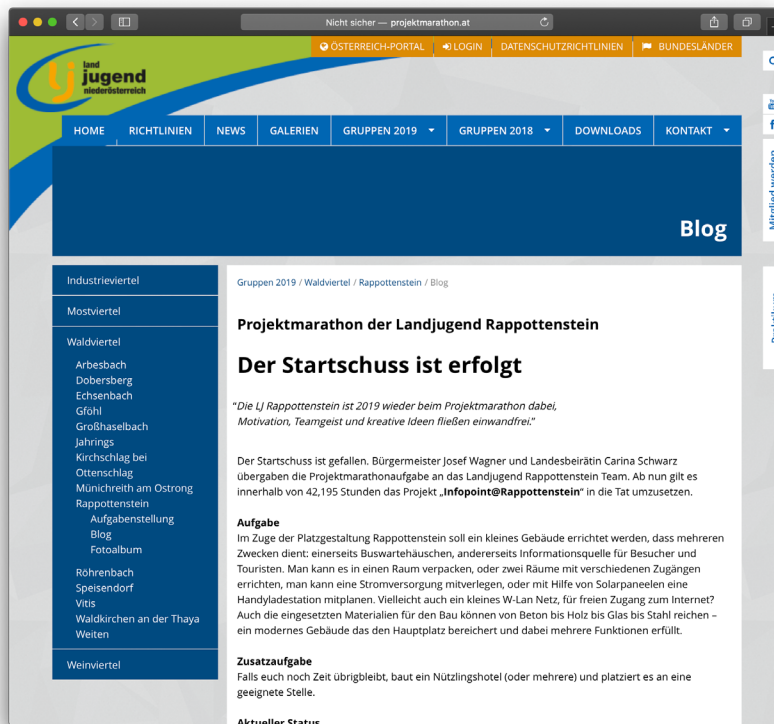 Nicht sicher — projektmarathon.at
ÖSTERREICH-PORTAL LOGIN DATENSCHUTZRICHTLINIEN BUNDESLÄNDER
land
jugend
niederösterreich
HOME RICHTLINIEN NEWS GALERIEN GRUPPEN 2019 GRUPPEN 2018 DOWNLOADS KONTAKT
Mitglied werden
Blog
Industrieviertel
Mostviertel
Waldviertel
Arbesbach
Dobersberg
Echsenbach
Gföhl
Großhaselbach
Jahrings
Kirschschlag bei
Ottenschlag
Münichreith am Ostrong
Rappottenstein
Aufgabenstellung
Blog
Fotoalbum
Röhrenbach
Speisendorf
Vitis
Waldkirchen an der Thaya
Weiten
Weinviertel
Gruppen 2019 / Waldviertel / Rappottenstein / Blog
Projektmarathon der Landjugend Rappottenstein
Der Startschuss ist erfolgt
“Die LJ Rappottenstein ist 2019 wieder beim Projektmarathon dabei,
Motivation, Teamgeist und kreative Ideen fließen einwandfrei.”
Der Startschuss ist gefallen. Bürgermeister Josef Wagner und Landesbeirätin Carina Schwarz
übergaben die Projektmarathonaufgabe an das Landjugend Rappottenstein Team. Ab nun gilt es
innerhalb von 42,195 Stunden das Projekt „Infopoint@Rappottenstein“ in die Tat umzusetzen.
Aufgabe
Im Zuge der Platzgestaltung Rappottenstein soll ein kleines Gebäude errichtet werden, dass mehreren
Zwecken dient: einerseits Buswartehäuschen, andererseits Informationsquelle für Besucher und
Touristen. Man kann es in einen Raum verpacken, oder zwei Räume mit verschiedenen Zugängen
errichten, man kann eine Stromversorgung mitverlegen, oder mit Hilfe von Solarpaneelen eine
Handyladestation mitplanen. Vielleicht auch ein kleines W-Lan Netz, für freien Zugang zum Internet?
Auch die eingesetzten Materialien für den Bau können von Beton bis Holz bis Glas bis Stahl reichen –
ein modernes Gebäude das den Hauptplatz bereichert und dabei mehrere Funktionen erfüllt.
Zusatzaufgabe
Falls euch noch Zeit übrigbleibt, baut ein Nützlingshotel (oder mehrere) und platziert es an eine
geeignete Stelle.
Aktueller Status